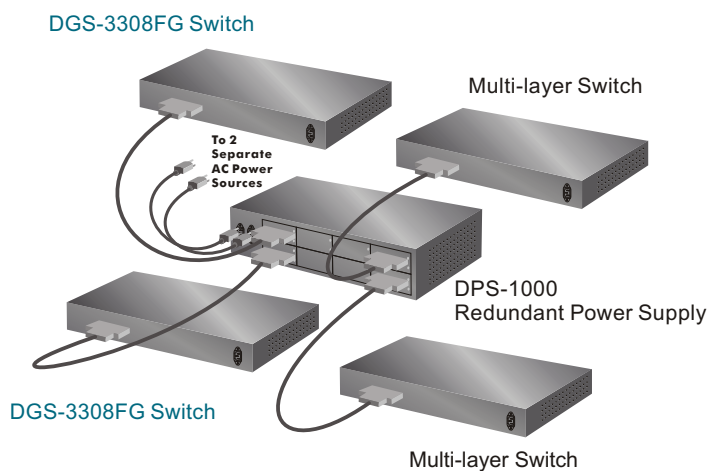 DGS-3308FG Switch
Multi-layer Switch
To 2
Separate
AC Power
Sources
DPS-1000
Redundant Power Supply
DGS-3308FG Switch
Multi-layer Switch